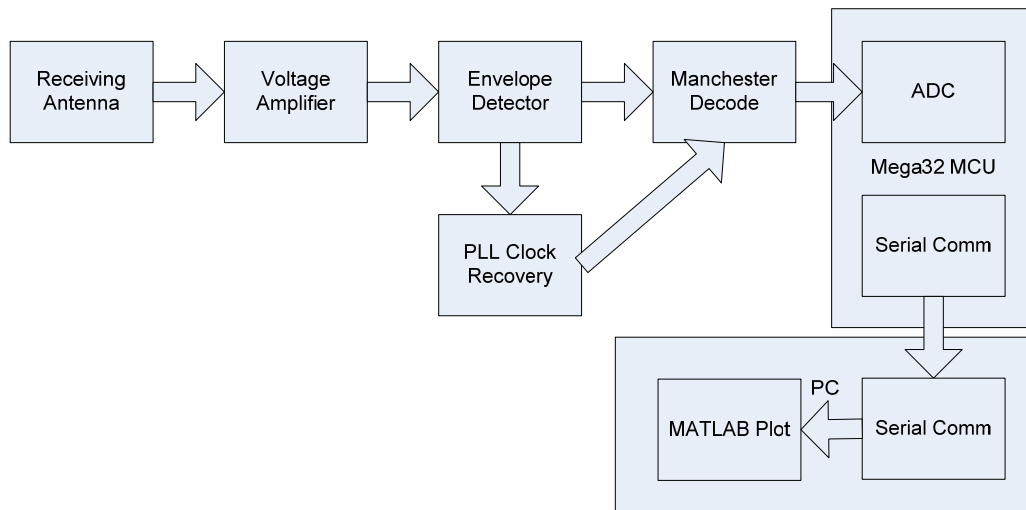 Receiving
Antenna
Voltage
Amplifier
Envelope
Detector
Manchester
Decode
ADC
Mega32 MCU
PLL Clock
Recovery
Serial Comm
PC
MATLAB Plot
Serial Comm